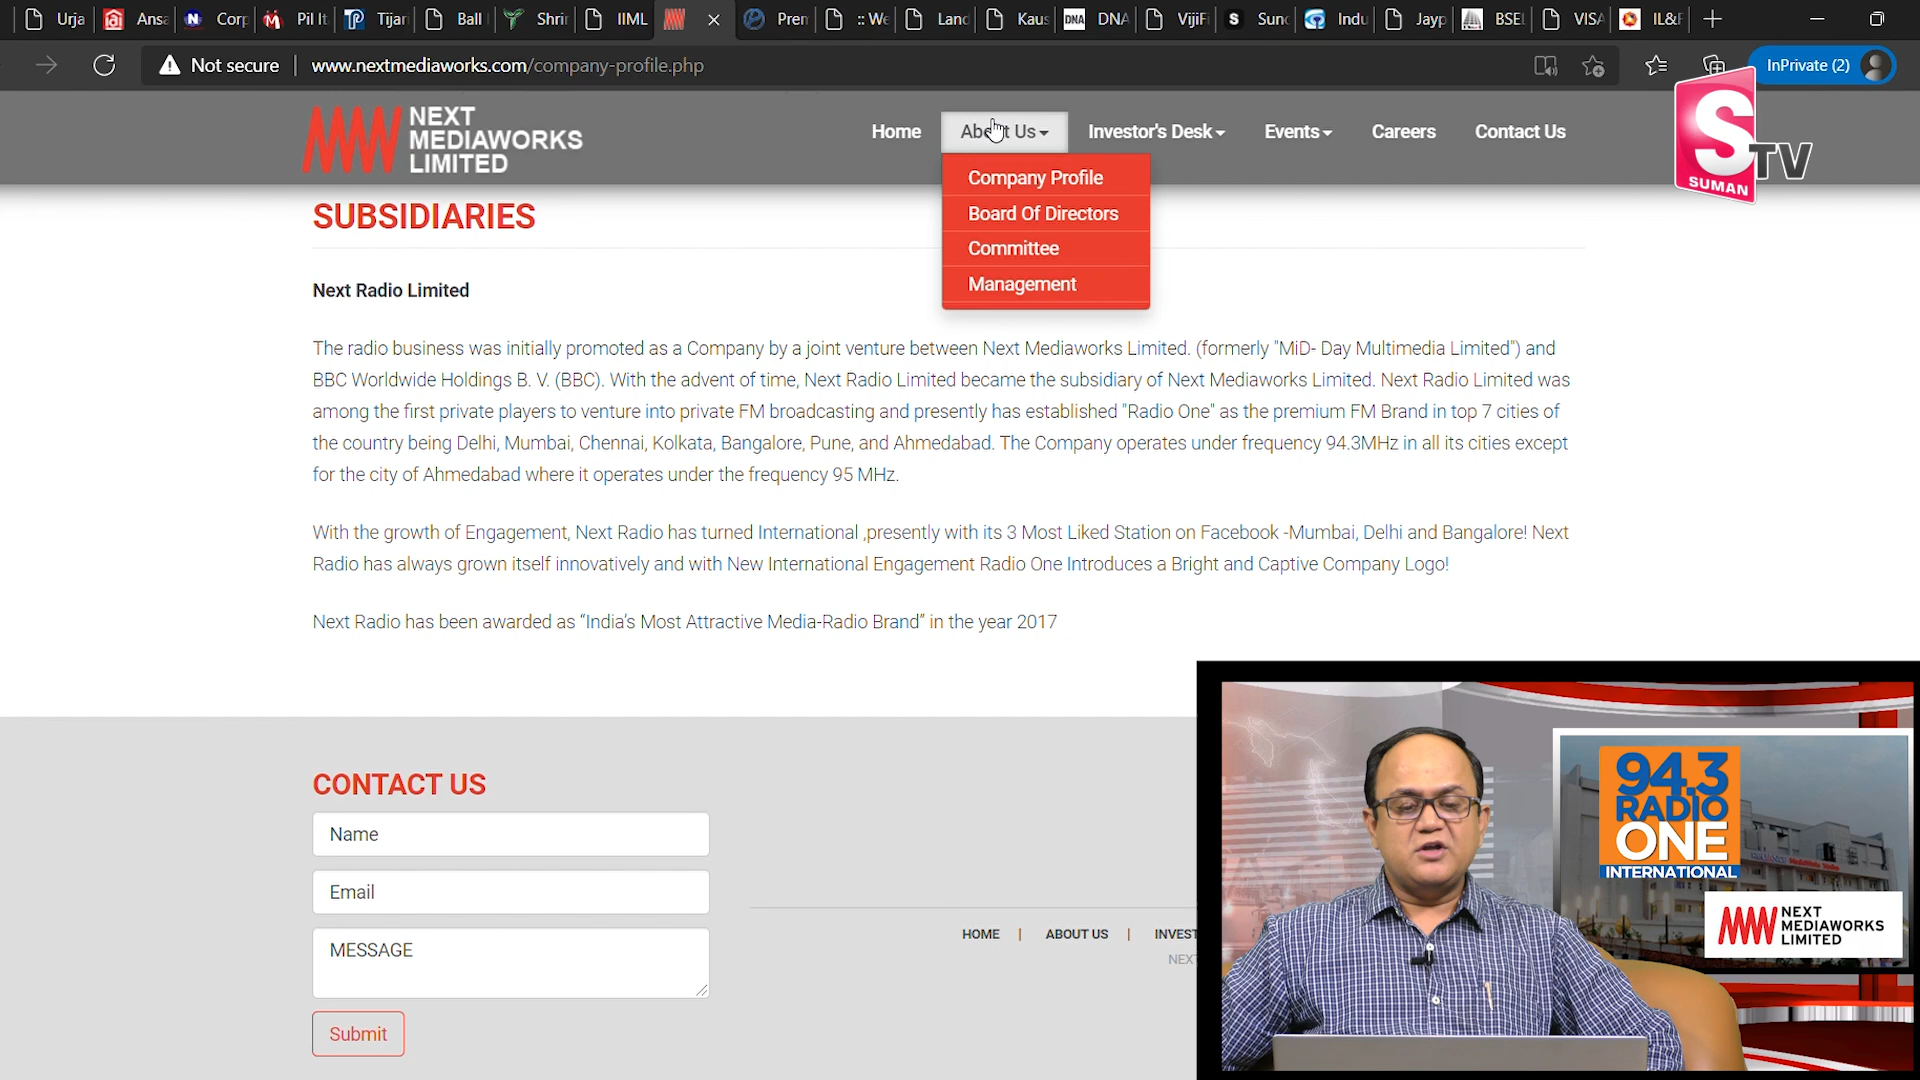 Urja
Ansa
Corp
Pil It
Tijar
Ball
Shrir
IIML
Pren
:: We
Land
Kaus
DNA DNA
VijiFi
S Sund
Indu
Jayp
BSEL
VISA
IL&F
Not secure www.nextmediaworks.com/company-profile.php InPrivate (2)
NEXT
MEDIAWORKS
LIMITED
Home About Us Investor's Desk Events Careers Contact Us
Company Profile
Board Of Directors
Committee
Management
S TV
SUMAN
SUBSIDIARIES
Next Radio Limited
The radio business was initially promoted as a Company by a joint venture between Next Mediaworks Limited. (formerly "MiD- Day Multimedia Limited") and
BBC Worldwide Holdings B. V. (BBC). With the advent of time, Next Radio Limited became the subsidiary of Next Mediaworks Limited. Next Radio Limited was
among the first private players to venture into private FM broadcasting and presently has established "Radio One" as the premium FM Brand in top 7 cities of
the country being Delhi, Mumbai, Chennai, Kolkata, Bangalore, Pune, and Ahmedabad. The Company operates under frequency 94.3MHz in all its cities except
for the city of Ahmedabad where it operates under the frequency 95 MHz.
With the growth of Engagement, Next Radio has turned International ,presently with its 3 Most Liked Station on Facebook -Mumbai, Delhi and Bangalore! Next
Radio has always grown itself innovatively and with New International Engagement Radio One Introduces a Bright and Captive Company Logo!
Next Radio has been awarded as “India's Most Attractive Media-Radio Brand” in the year 2017
CONTACT US
Name
Email
MESSAGE
Submit
HOME | ABOUT US | INVEST
NEXT
94.3
RADIO
ONE
INTERNATIONAL
NEXT
MEDIAWORKS
LIMITED